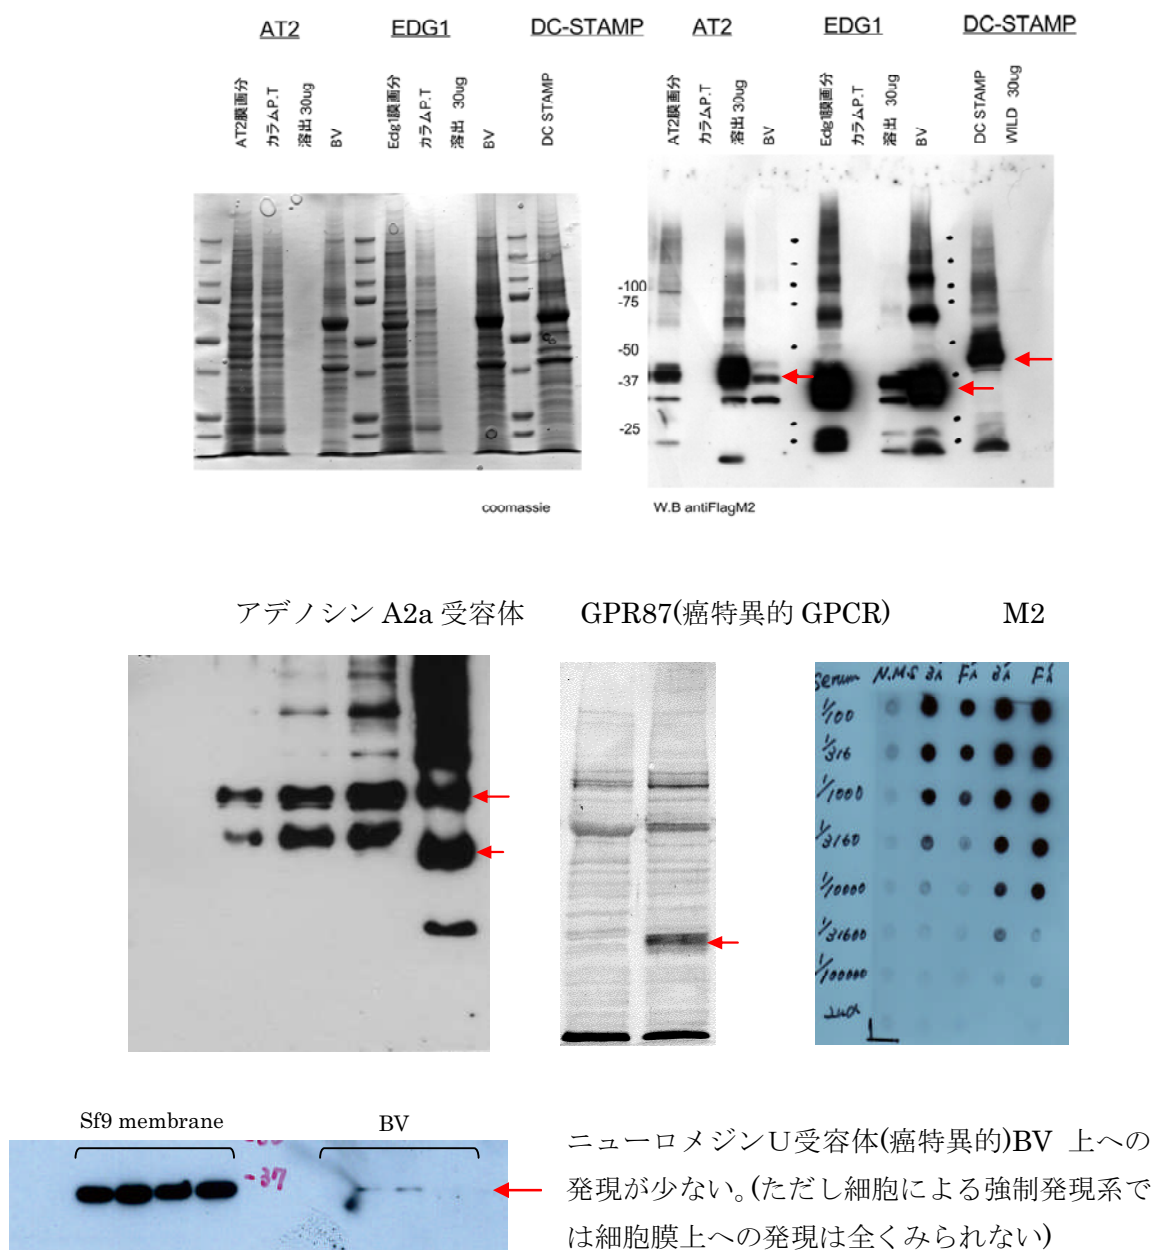 AT2 EDG1 DC-STAMP AT2 EDG1 DC-STAMP
AT2膜画分
カラムP.T
溶出 30ug
BV
Edg1膜画分
カラムP.T
溶出 30ug
BV
DC STAMP
AT2膜画分
カラムP.T
溶出 30ug
BV
Edg1膜画分
カラムP.T
溶出 30ug
BV
DC STAMP
WILD 30ug
-100
-75
-50
-37
-25
coomassie
W.B antiFlagM2
アデノシン A2a 受容体
GPR87(癌特異的 GPCR)
M2
Serum N.M.S
1/100
1/316
1/1000
1/3160
1/10000
1/31600
1/100000
Sf9 membrane
BV
-37
ニューロメジンU受容体(癌特異的)BV 上への
発現が少ない。(ただし細胞による強制発現系で
は細胞膜上への発現は全くみられない)